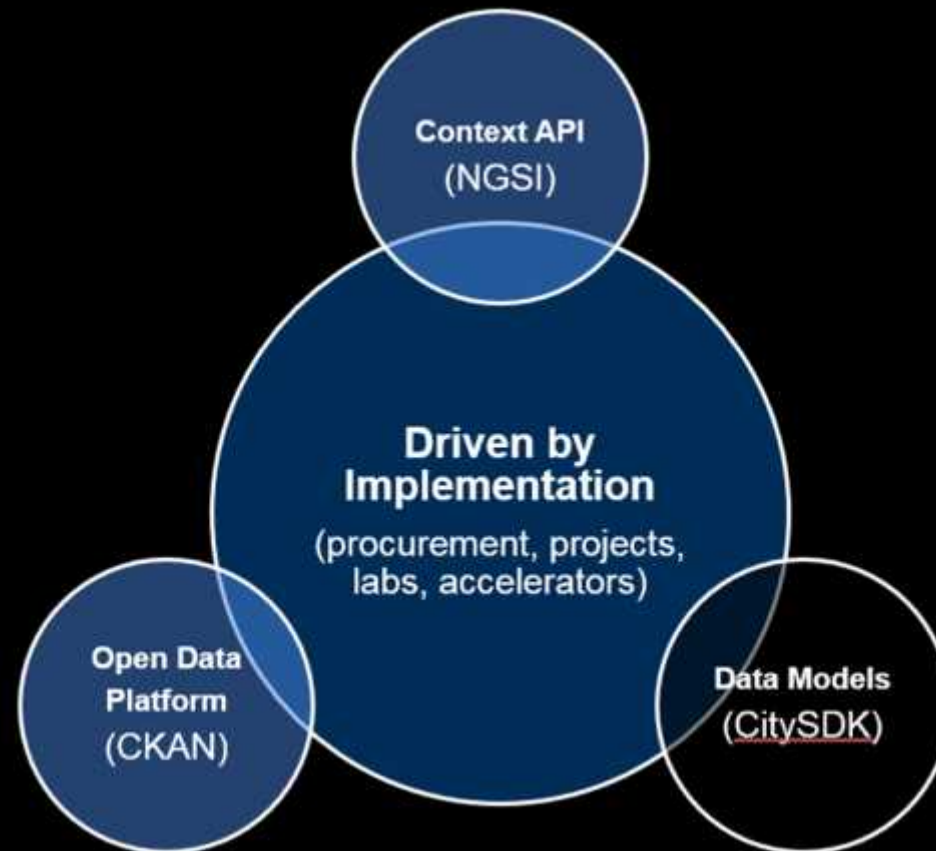 Context API
(NGSI)
Driven by
Implementation
(procurement, projects,
labs, accelerators)
Open Data
Platform
(CKAN)
Data Models
(CitySDK)